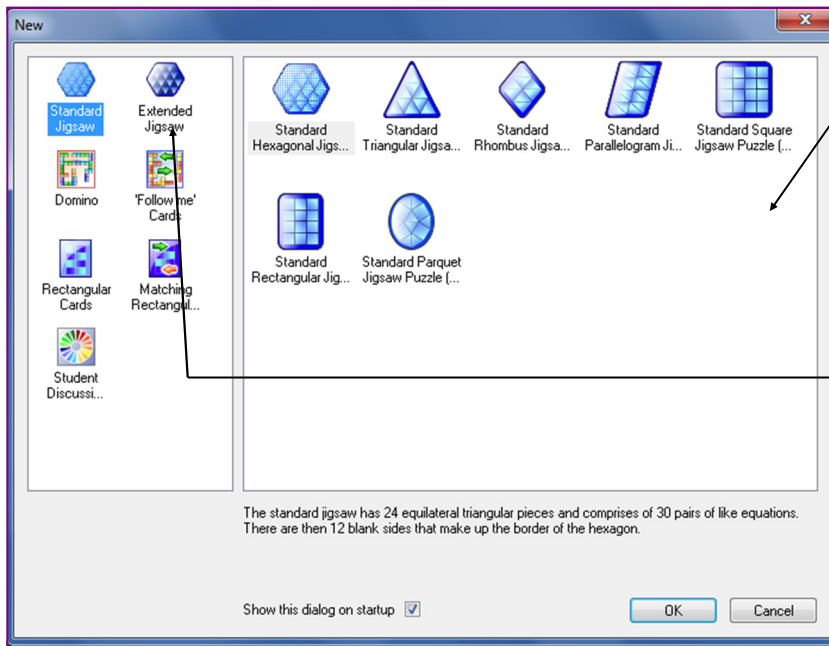 New
Standard
Jigsaw
Extended
Jigsaw
Domino
'Follow me'
Cards
Rectangular
Cards
Matching
Rectangul...
Student
Discussi...
Standard
Hexagonal Jigs...
Standard
Triangular Jigsa...
Standard
Rhombus Jigsa...
Standard
Parallelogram Ji...
Standard Square
Jigsaw Puzzle (...
Standard
Rectangular Jig...
Standard Parquet
Jigsaw Puzzle (...
The standard jigsaw has 24 equilateral triangular pieces and comprises of 30 pairs of like equations.
There are then 12 blank sides that make up the border of the hexagon.
Show this dialog on startup
OK
Cancel